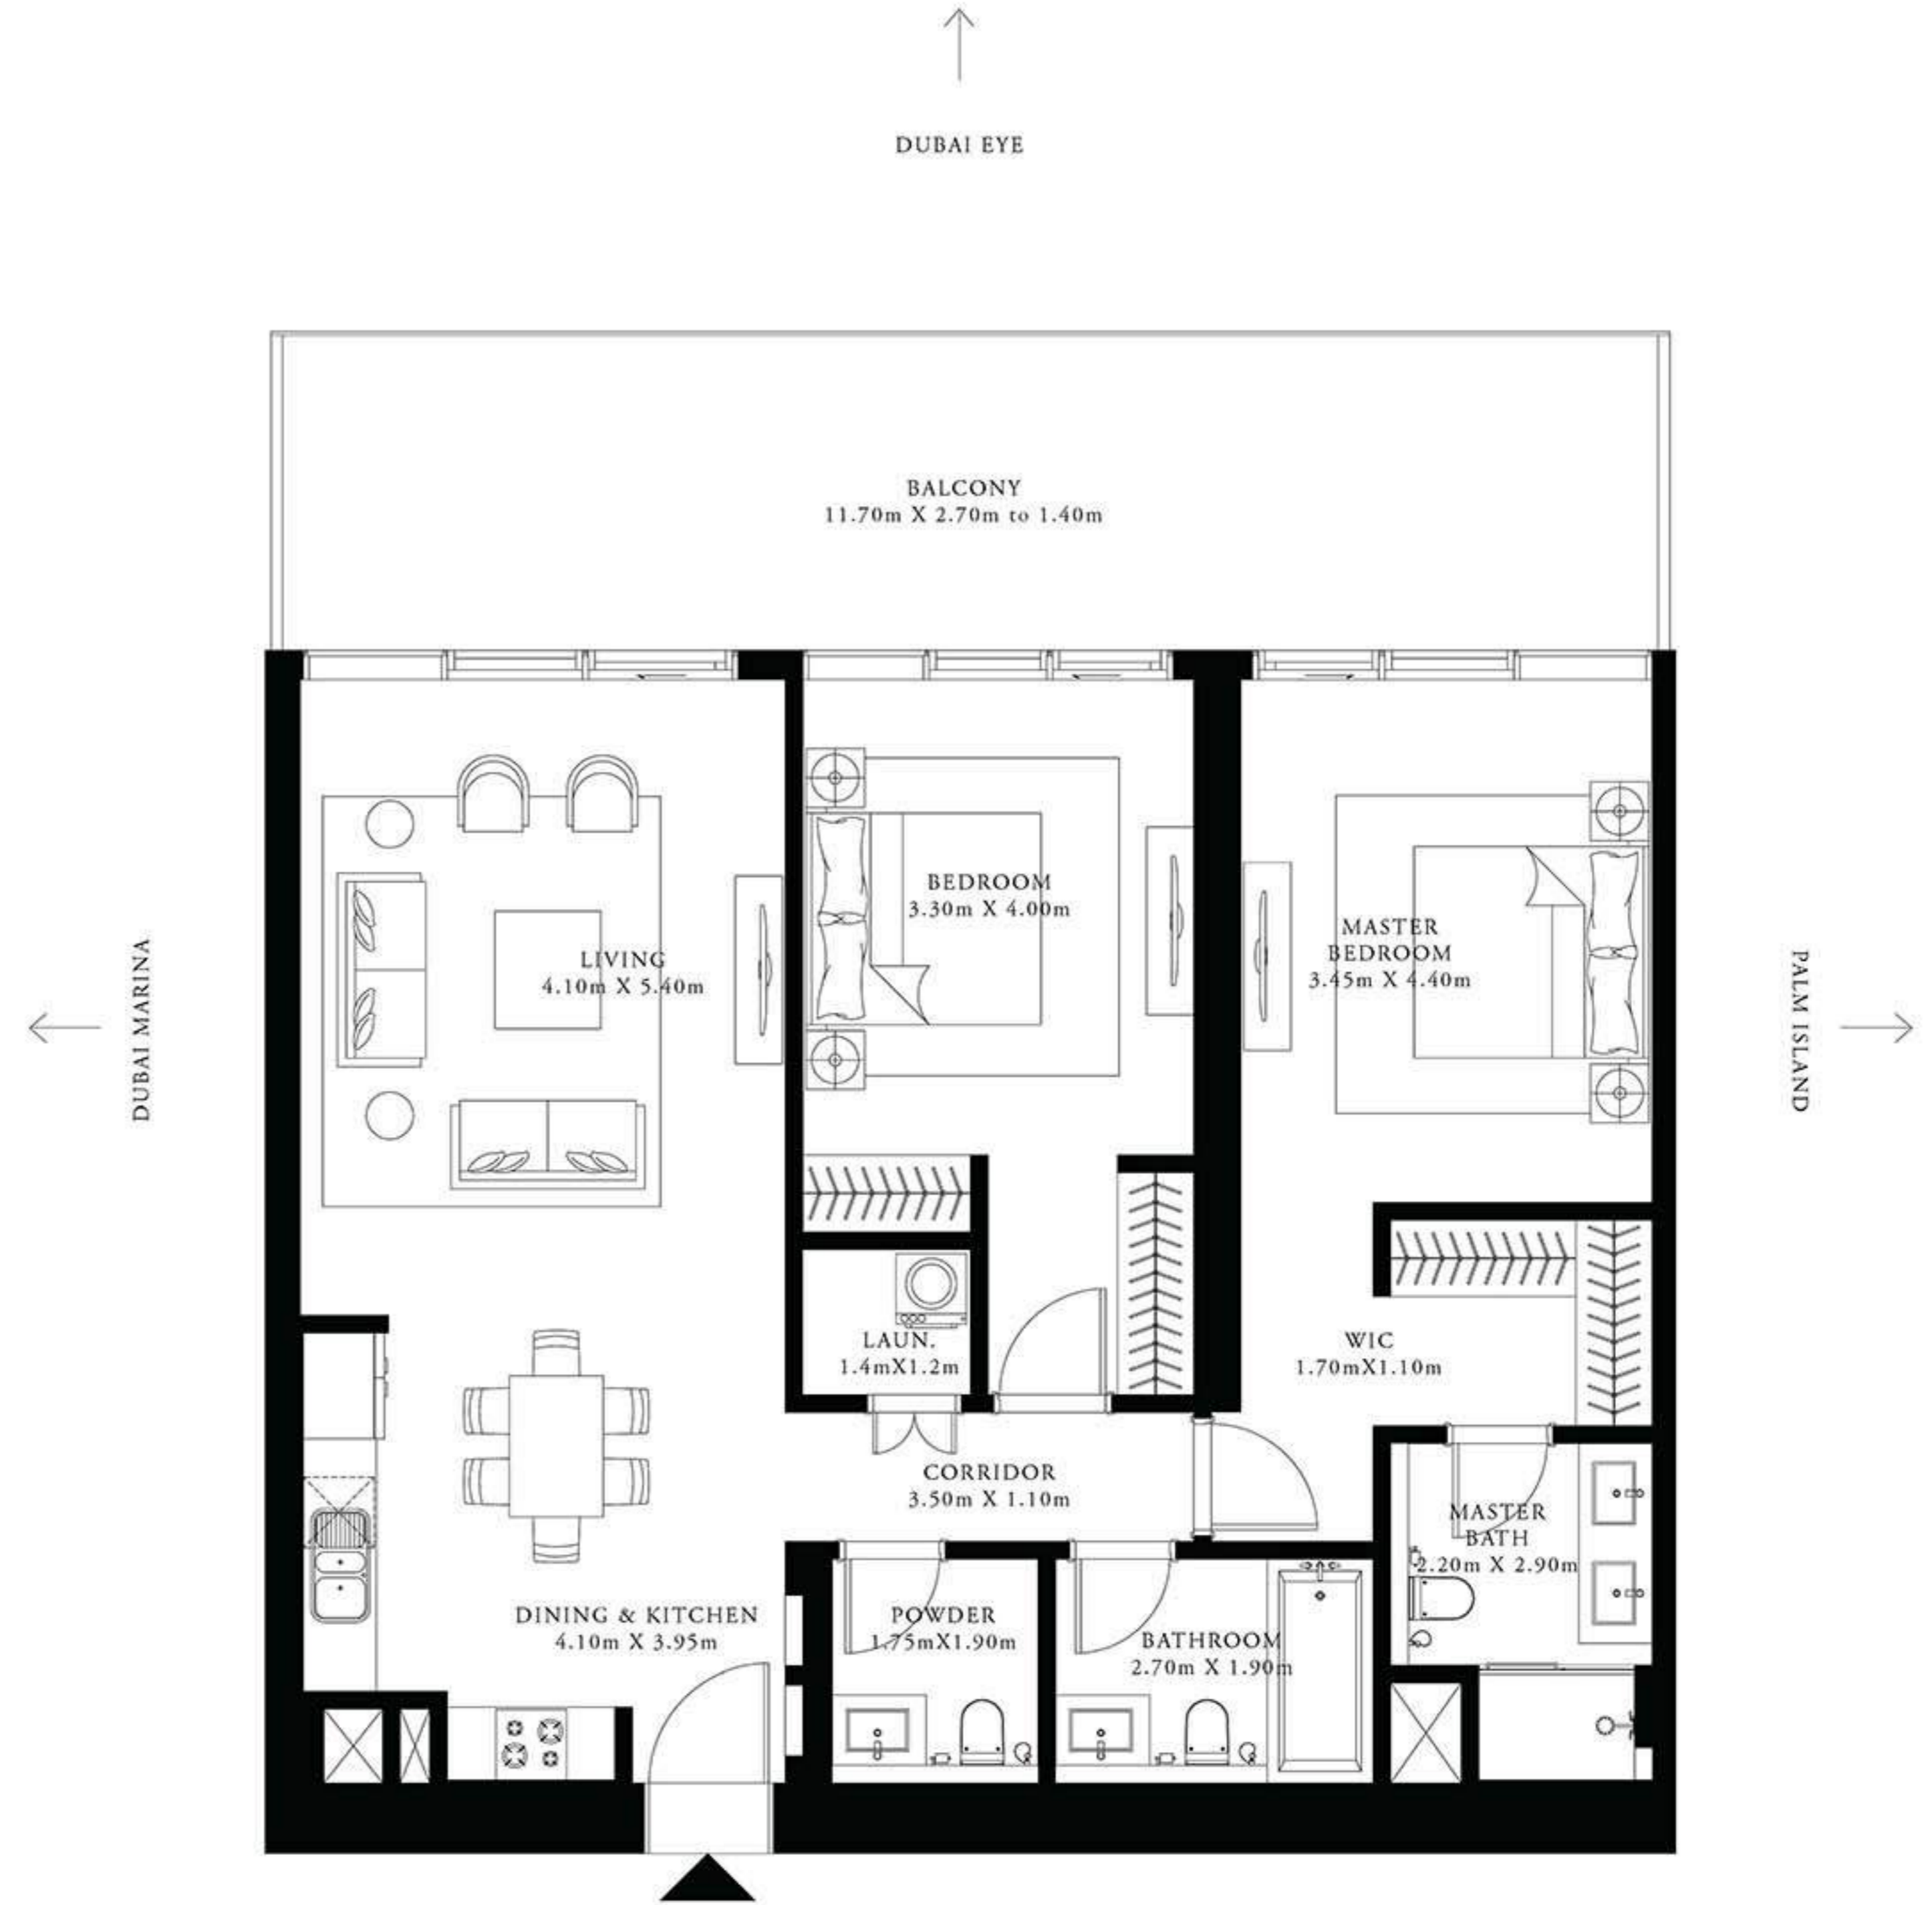 DUBAI EYE
BALCONY
11.70m X 2.70m to 1.40m
BEDROOM
3.30m X 4.00m
MASTER
BEDROOM
3.45m X 4.40m
LIVING
4.10m X 5.40m
DUBAI MARINA
PALM ISLAND
LAUN.
1.4mX1.2m
WIC
1.70mX1.10m
CORRIDOR
3.50m X 1.10m
MASTER
BATH
2.20m X 2.90m
DINING & KITCHEN
4.10m X 3.95m
POWDER
1.75mX1.90m
BATHROOM
2.70m X 1.90m